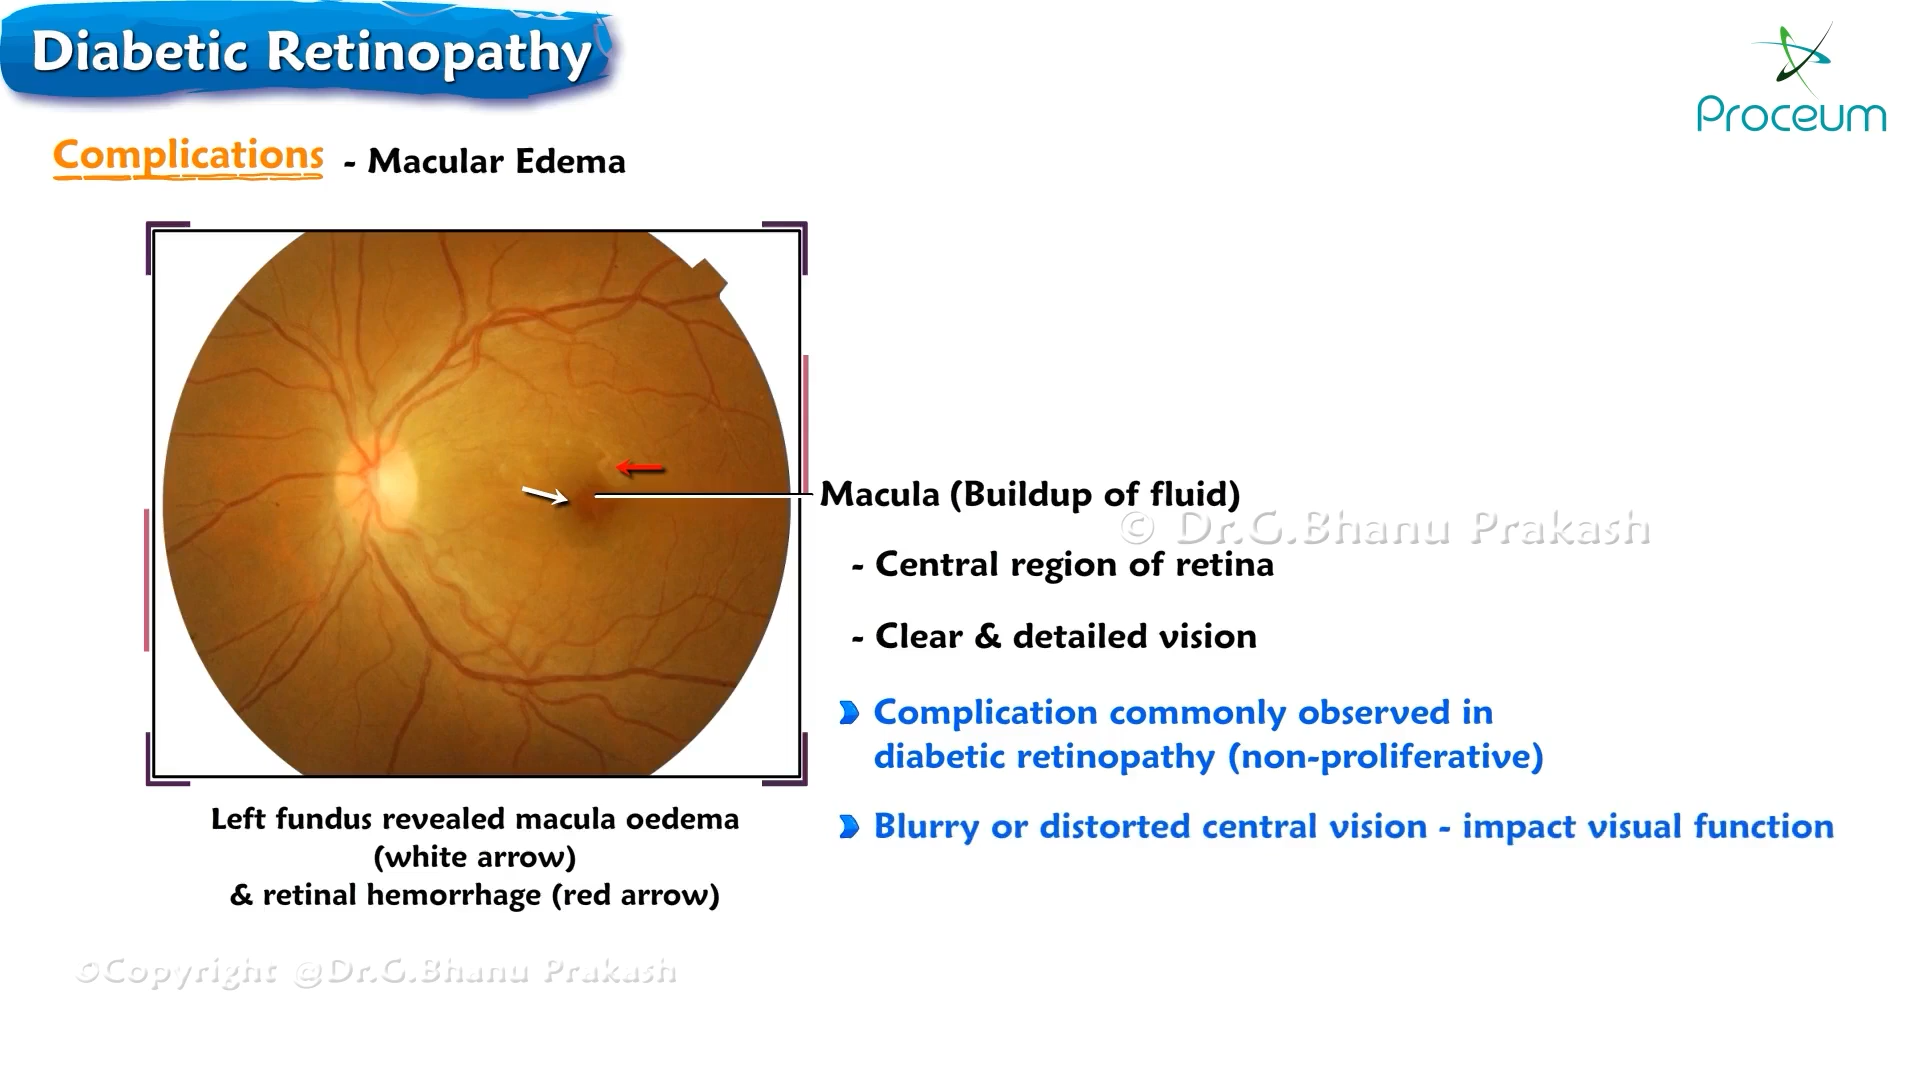 Diabetic Retinopathy
Proceum
Complications - Macular Edema
Macula (Buildup of fluid)
© Dr.G.Bhanu Prakash
- Central region of retina
- Clear & detailed vision
Complication commonly observed in
diabetic retinopathy (non-proliferative)
Blurry or distorted central vision - impact visual function
Left fundus revealed macula oedema
(white arrow)
& retinal hemorrhage (red arrow)
©Copyright @Dr.G.Bhanu Prakash